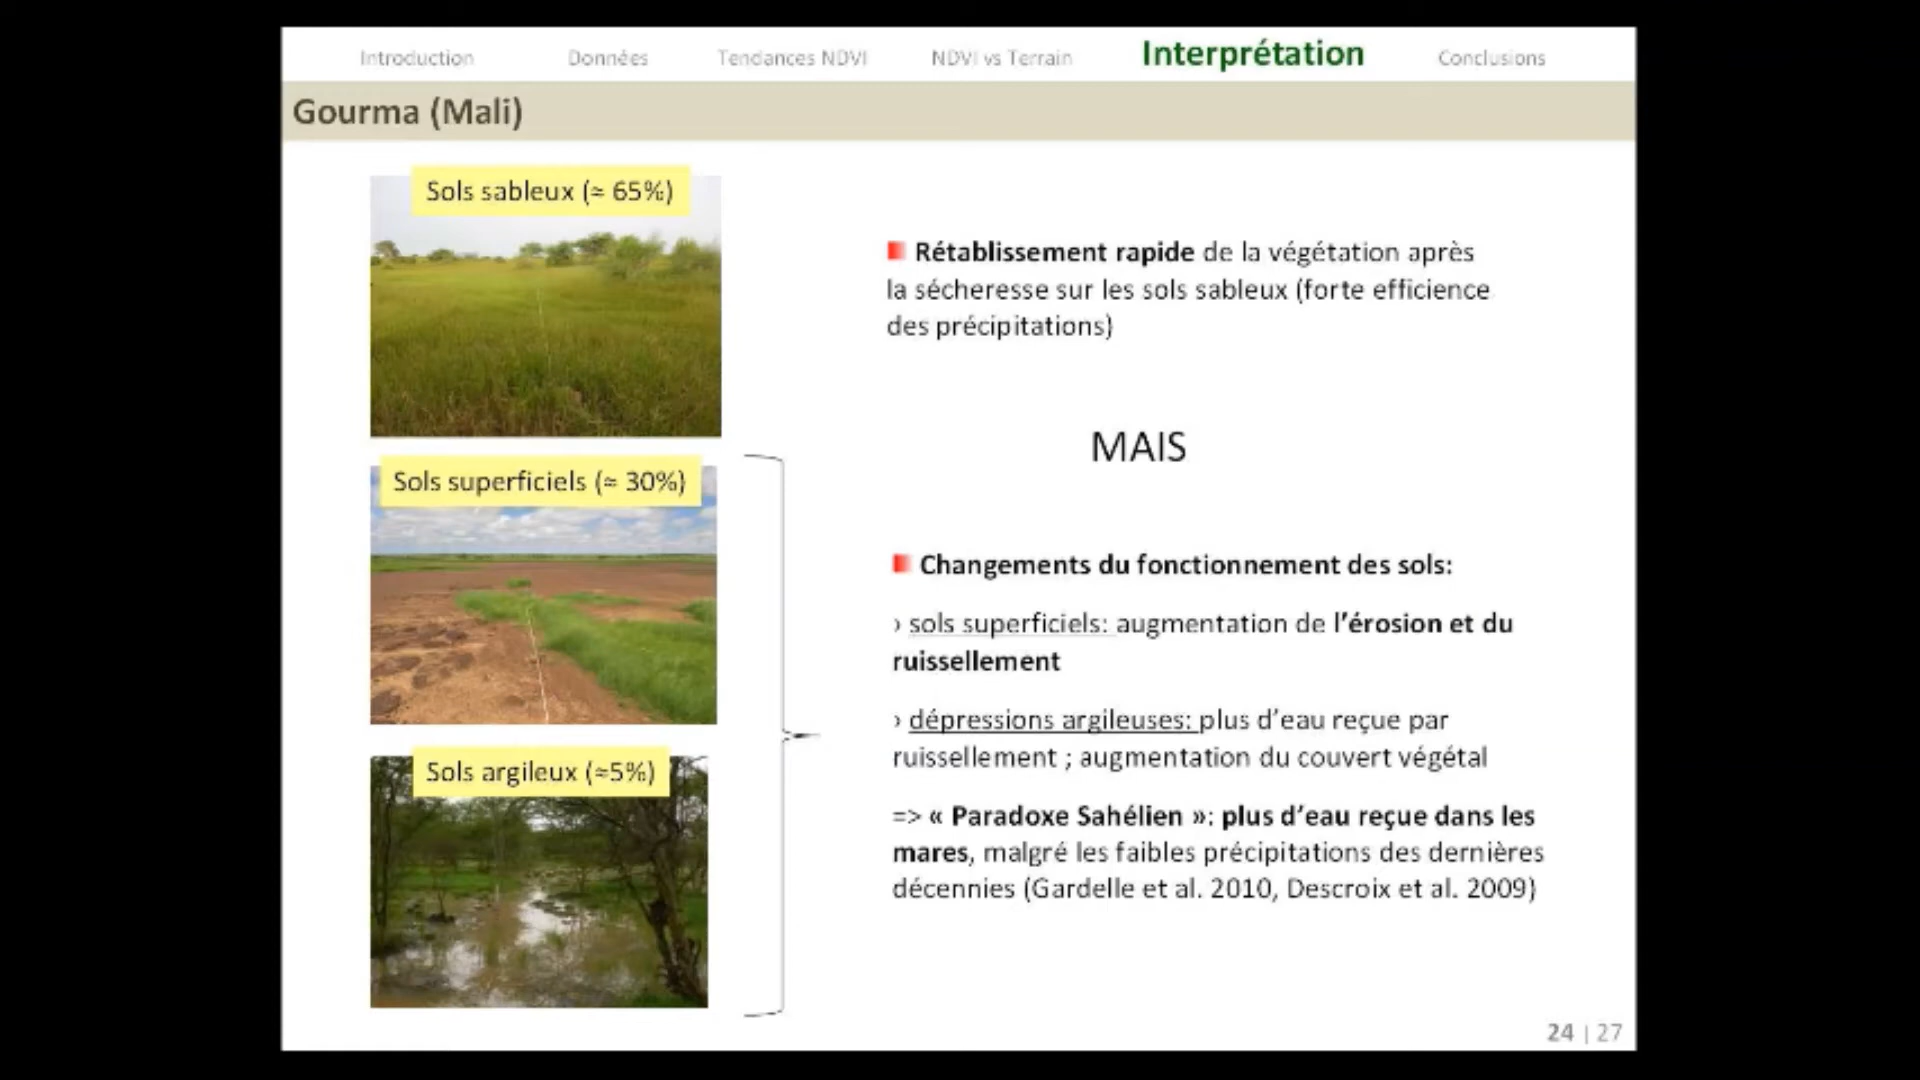 Introduction Données Tendances NDVI NDVI vs Terrain Interprétation Conclusions
Gourma (Mali)
Sols sableux (≈ 65%)
Rétablissement rapide de la végétation après
la sécheresse sur les sols sableux (forte efficience
des précipitations)
MAIS
Sols superficiels (≈ 30%)
Changements du fonctionnement des sols:
› sols superficiels: augmentation de l’érosion et du
ruissellement
› dépressions argileuses: plus d’eau reçue par
ruissellement ; augmentation du couvert végétal
Sols argileux (≈5%)
=> « Paradoxe Sahélien »: plus d’eau reçue dans les
mares, malgré les faibles précipitations des dernières
décennies (Gardelle et al. 2010, Descroix et al. 2009)
24 | 27